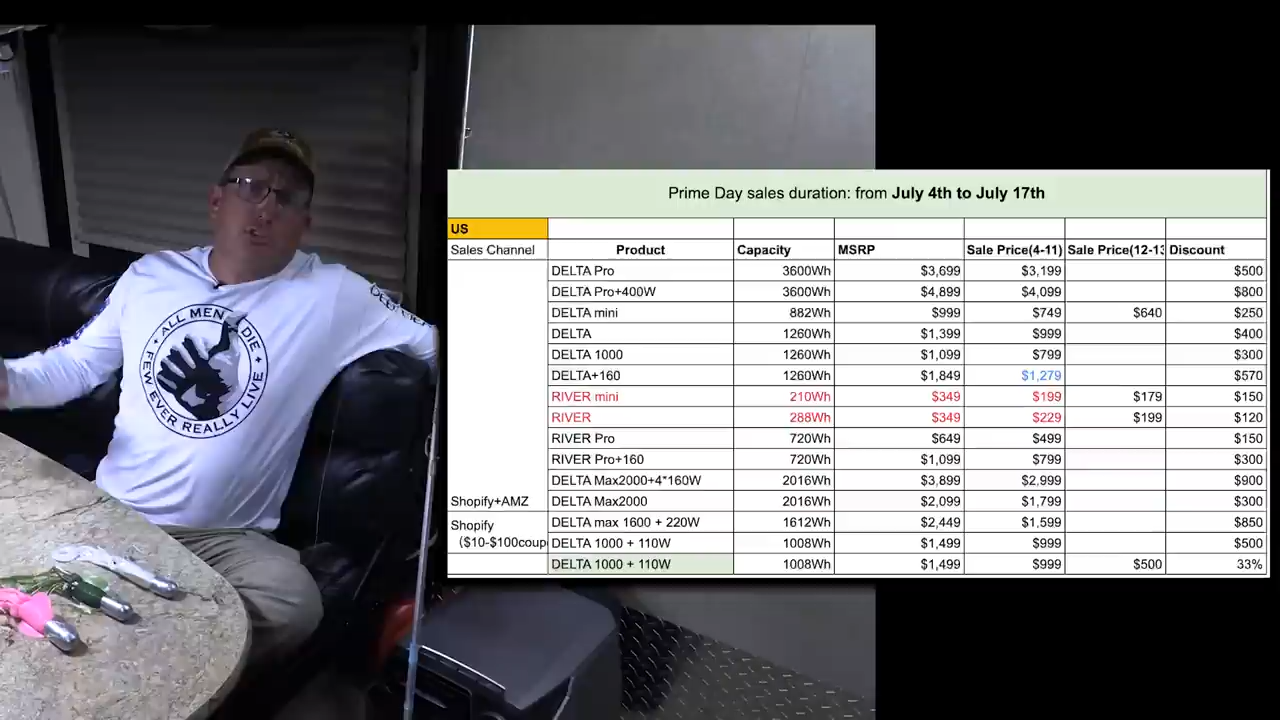 ALL MEN DIE
FEW EVER REALLY LIVE
Prime Day sales duration: from July 4th to July 17th
US
Sales Channel Product Capacity MSRP Sale Price(4-11) Sale Price(12-13 Discount
DELTA Pro 3600Wh $3,699 $3,199 $500
DELTA Pro+400W 3600Wh $4,899 $4,099 $800
DELTA mini 882Wh $999 $749 $640 $250
DELTA 1260Wh $1,399 $999 $400
DELTA 1000 1260Wh $1,099 $799 $300
DELTA+160 1260Wh $1,849 $1,279 $570
RIVER mini 210Wh $349 $199 $179 $150
RIVER 288Wh $349 $229 $199 $120
RIVER Pro 720Wh $649 $499 $150
RIVER Pro+160 720Wh $1,099 $799 $300
DELTA Max2000+4*160W 2016Wh $3,899 $2,999 $900
Shopify+AMZ DELTA Max2000 2016Wh $2,099 $1,799 $300
Shopify DELTA max 1600 + 220W 1612Wh $2,449 $1,599 $850
($10-$100coup DELTA 1000 + 110W 1008Wh $1,499 $999 $500
DELTA 1000 + 110W 1008Wh $1,499 $999 $500 33%